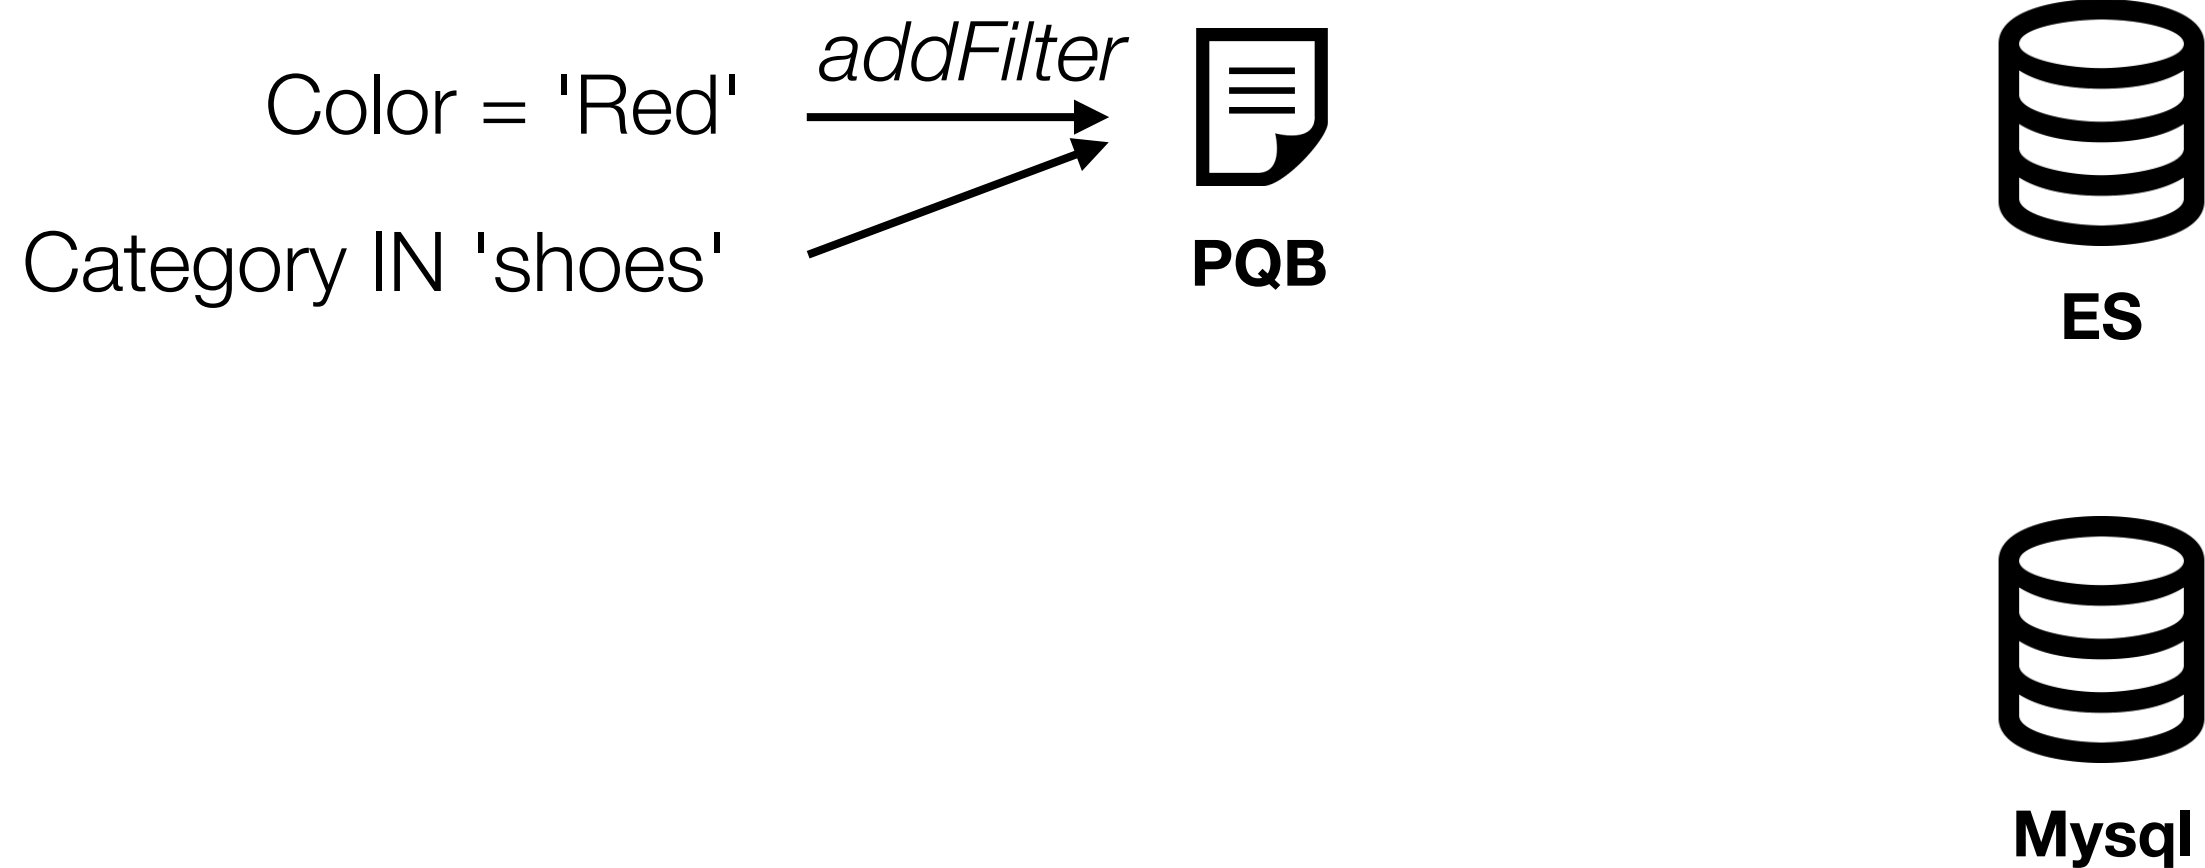 addFilter
Color = 'Red'
Category IN 'shoes'
PQB
ES
Mysql